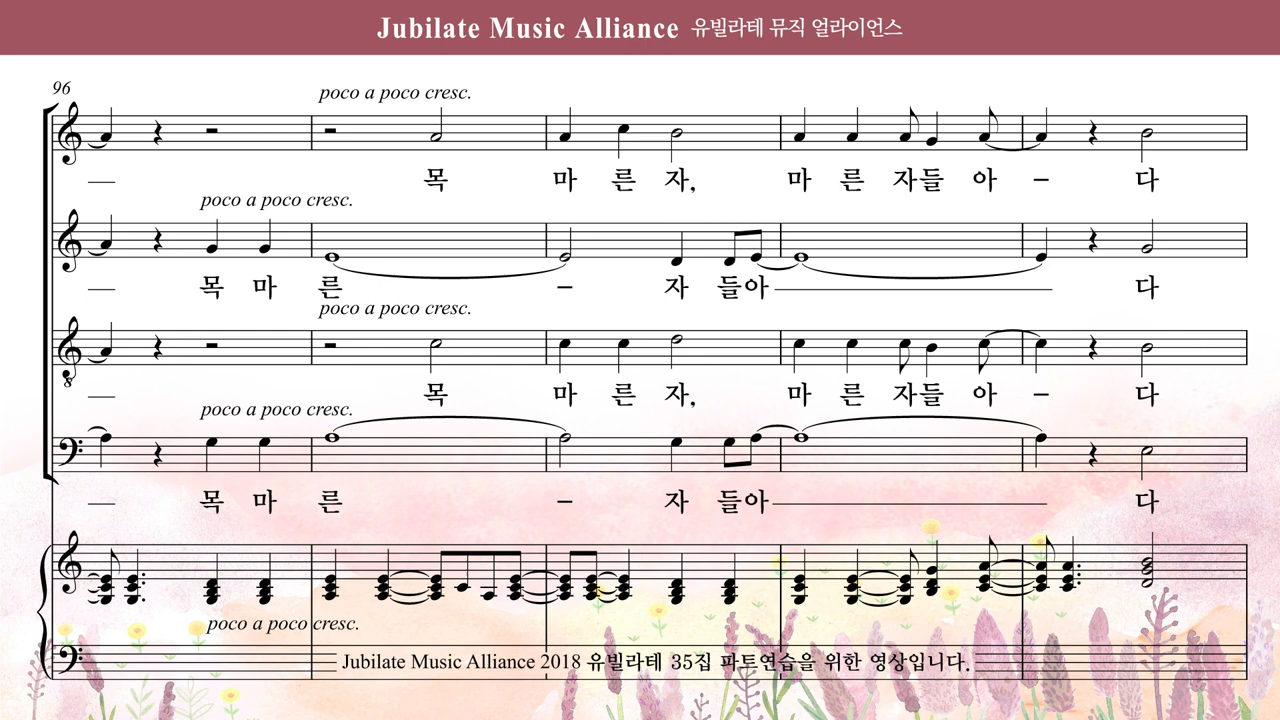 Jubilate Music Alliance 유빌라테 뮤직 얼라이언스
96
poco a poco cresc.
목 마 른 자, 마 른 자들 아 – 다
poco a poco cresc.
목 마 른 – 자 들아 다
poco a poco cresc.
목 마 른 자, 마 른 자들 아 – 다
poco a poco cresc.
목 마 른 – 자 들아 다
poco a poco cresc.
Jubilate Music Alliance 2018 유빌라테 35집 파트연습을 위한 영상입니다.